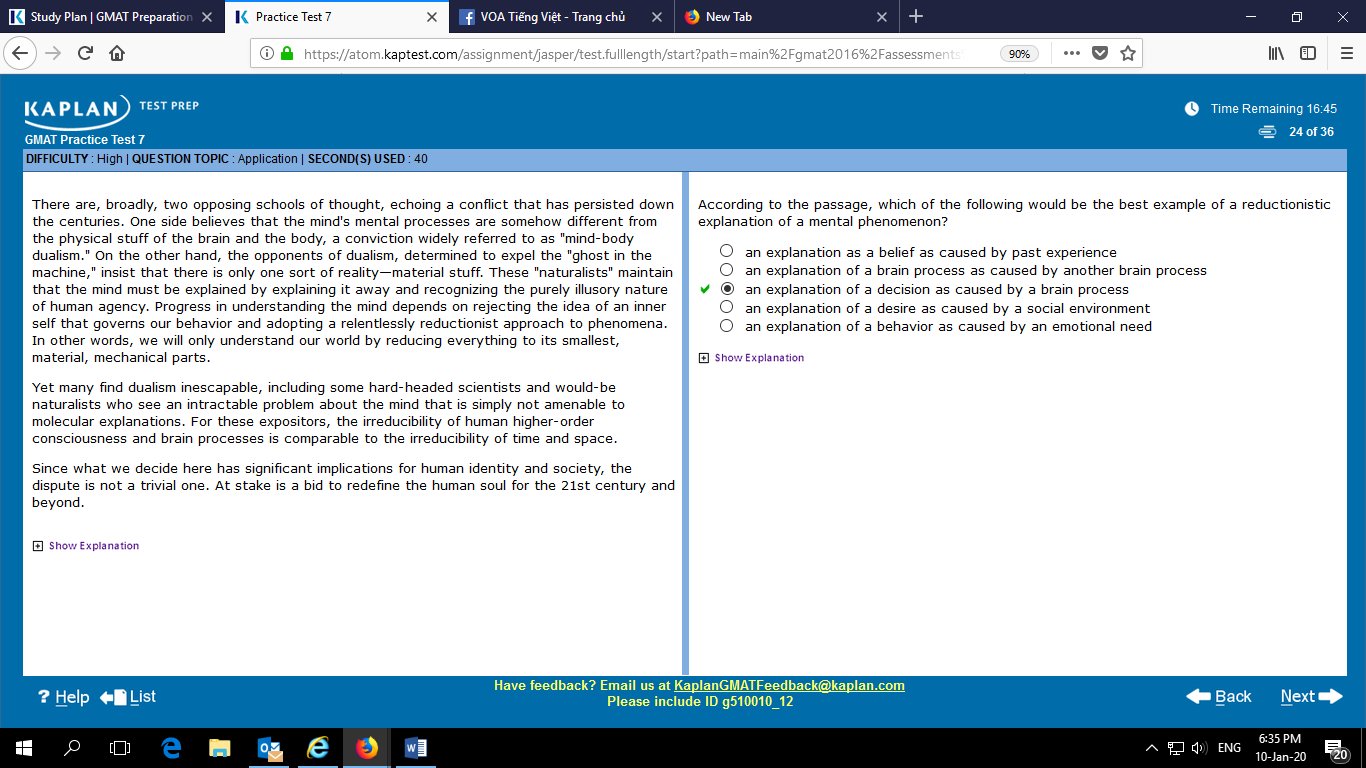 Study Plan | GMAT Preparation
Practice Test 7
VOA Tiếng Việt - Trang chủ
New Tab
https://atom.kaptest.com/assignment/jasper/test.fulllength/start?path=main%2Fgmat2016%2Fassessments
90%
KAPLAN TEST PREP
GMAT Practice Test 7
Time Remaining 16:45
24 of 36
DIFFICULTY : High | QUESTION TOPIC : Application | SECOND(S) USED : 40
There are, broadly, two opposing schools of thought, echoing a conflict that has persisted down
the centuries. One side believes that the mind's mental processes are somehow different from
the physical stuff of the brain and the body, a conviction widely referred to as "mind-body
dualism." On the other hand, the opponents of dualism, determined to expel the "ghost in the
machine," insist that there is only one sort of reality—material stuff. These "naturalists" maintain
that the mind must be explained by explaining it away and recognizing the purely illusory nature
of human agency. Progress in understanding the mind depends on rejecting the idea of an inner
self that governs our behavior and adopting a relentlessly reductionist approach to phenomena.
In other words, we will only understand our world by reducing everything to its smallest,
material, mechanical parts.
Yet many find dualism inescapable, including some hard-headed scientists and would-be
naturalists who see an intractable problem about the mind that is simply not amenable to
molecular explanations. For these expositors, the irreducibility of human higher-order
consciousness and brain processes is comparable to the irreducibility of time and space.
Since what we decide here has significant implications for human identity and society, the
dispute is not a trivial one. At stake is a bid to redefine the human soul for the 21st century and
beyond.
Show Explanation
According to the passage, which of the following would be the best example of a reductionistic
explanation of a mental phenomenon?
an explanation as a belief as caused by past experience
an explanation of a brain process as caused by another brain process
an explanation of a decision as caused by a brain process
an explanation of a desire as caused by a social environment
an explanation of a behavior as caused by an emotional need
Show Explanation
? Help
List
Have feedback? Email us at KaplanGMATFeedback@kaplan.com
Please include ID g510010_12
Back
Next
ENG
6:35 PM
10-Jan-20
20